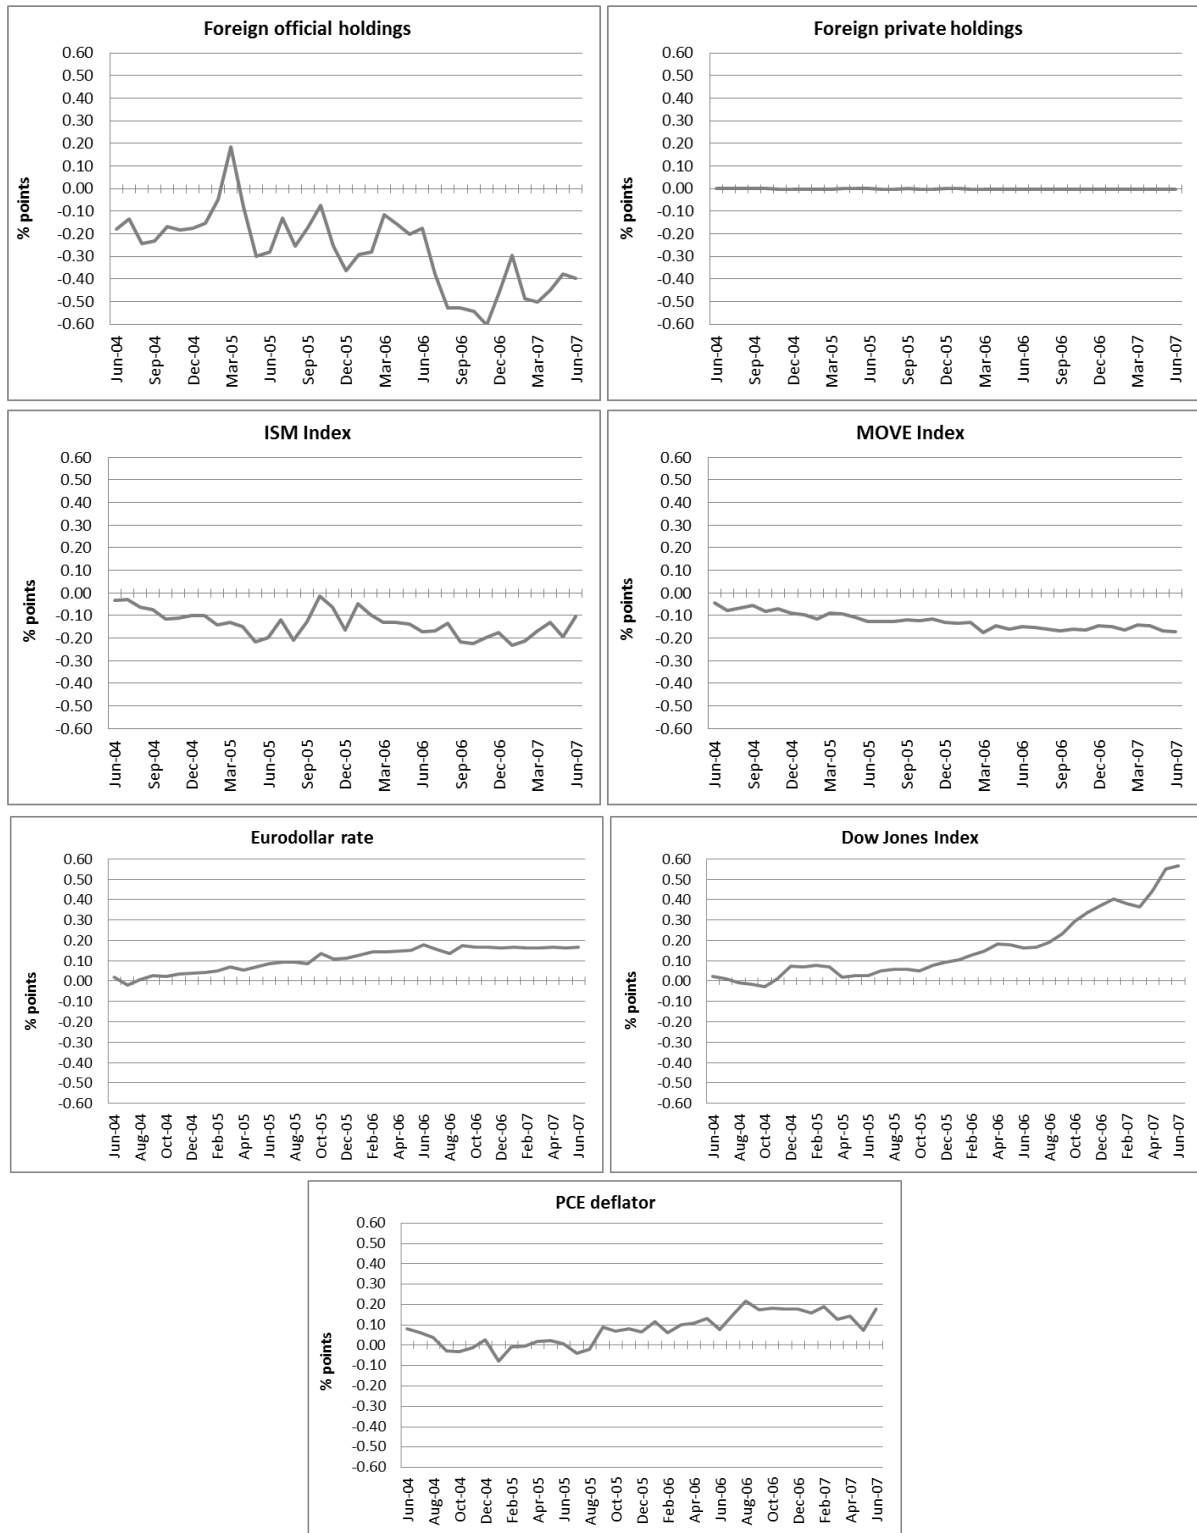 Foreign official holdings
0.60
0.50
0.40
0.30
0.20
0.10
0.00
-0.10
-0.20
-0.30
-0.40
-0.50
-0.60
% points
Jun-04
Sep-04
Dec-04
Mar-05
Jun-05
Sep-05
Dec-05
Mar-06
Jun-06
Sep-06
Dec-06
Mar-07
Jun-07
Foreign private holdings
0.60
0.50
0.40
0.30
0.20
0.10
0.00
-0.10
-0.20
-0.30
-0.40
-0.50
-0.60
% points
Jun-04
Sep-04
Dec-04
Mar-05
Jun-05
Sep-05
Dec-05
Mar-06
Jun-06
Sep-06
Dec-06
Mar-07
Jun-07
ISM Index
0.60
0.50
0.40
0.30
0.20
0.10
0.00
-0.10
-0.20
-0.30
-0.40
-0.50
-0.60
% points
Jun-04
Sep-04
Dec-04
Mar-05
Jun-05
Sep-05
Dec-05
Mar-06
Jun-06
Sep-06
Dec-06
Mar-07
Jun-07
MOVE Index
0.60
0.50
0.40
0.30
0.20
0.10
0.00
-0.10
-0.20
-0.30
-0.40
-0.50
-0.60
% points
Jun-04
Sep-04
Dec-04
Mar-05
Jun-05
Sep-05
Dec-05
Mar-06
Jun-06
Sep-06
Dec-06
Mar-07
Jun-07
Eurodollar rate
0.60
0.50
0.40
0.30
0.20
0.10
0.00
-0.10
-0.20
-0.30
-0.40
-0.50
-0.60
% points
Jun-04
Aug-04
Oct-04
Dec-04
Feb-05
Apr-05
Jun-05
Aug-05
Oct-05
Dec-05
Feb-06
Apr-06
Jun-06
Aug-06
Oct-06
Dec-06
Feb-07
Apr-07
Jun-07
Dow Jones Index
0.60
0.50
0.40
0.30
0.20
0.10
0.00
-0.10
-0.20
-0.30
-0.40
-0.50
-0.60
% points
Jun-04
Aug-04
Oct-04
Dec-04
Feb-05
Apr-05
Jun-05
Aug-05
Oct-05
Dec-05
Feb-06
Apr-06
Jun-06
Aug-06
Oct-06
Dec-06
Feb-07
Apr-07
Jun-07
PCE deflator
0.60
0.50
0.40
0.30
0.20
0.10
0.00
-0.10
-0.20
-0.30
-0.40
-0.50
-0.60
% points
Jun-04
Aug-04
Oct-04
Dec-04
Feb-05
Apr-05
Jun-05
Aug-05
Oct-05
Dec-05
Feb-06
Apr-06
Jun-06
Aug-06
Oct-06
Dec-06
Feb-07
Apr-07
Jun-07